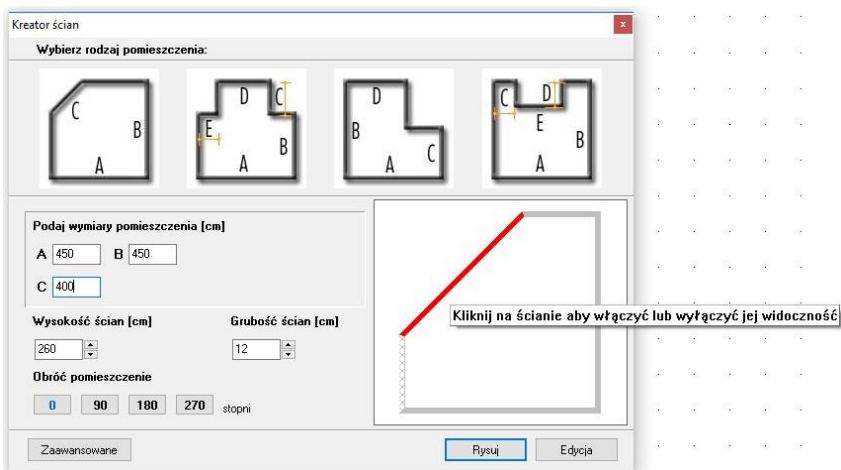 Kreator ścian
x
Wybierz rodzaj pomieszczenia:
C
B
A
D
C
E
B
A
D
B
C
A
C
D
E
B
A
Podaj wymiary pomieszczenia [cm]
A 450 B 450
C 400
Wysokość ścian [cm] Grubość ścian [cm]
260 12
Obróć pomieszczenie
0 90 180 270 stopni
Kliknij na ścianie aby włączyć lub wyłączyć jej widoczność
Zaawansowane Rysuj Edycja